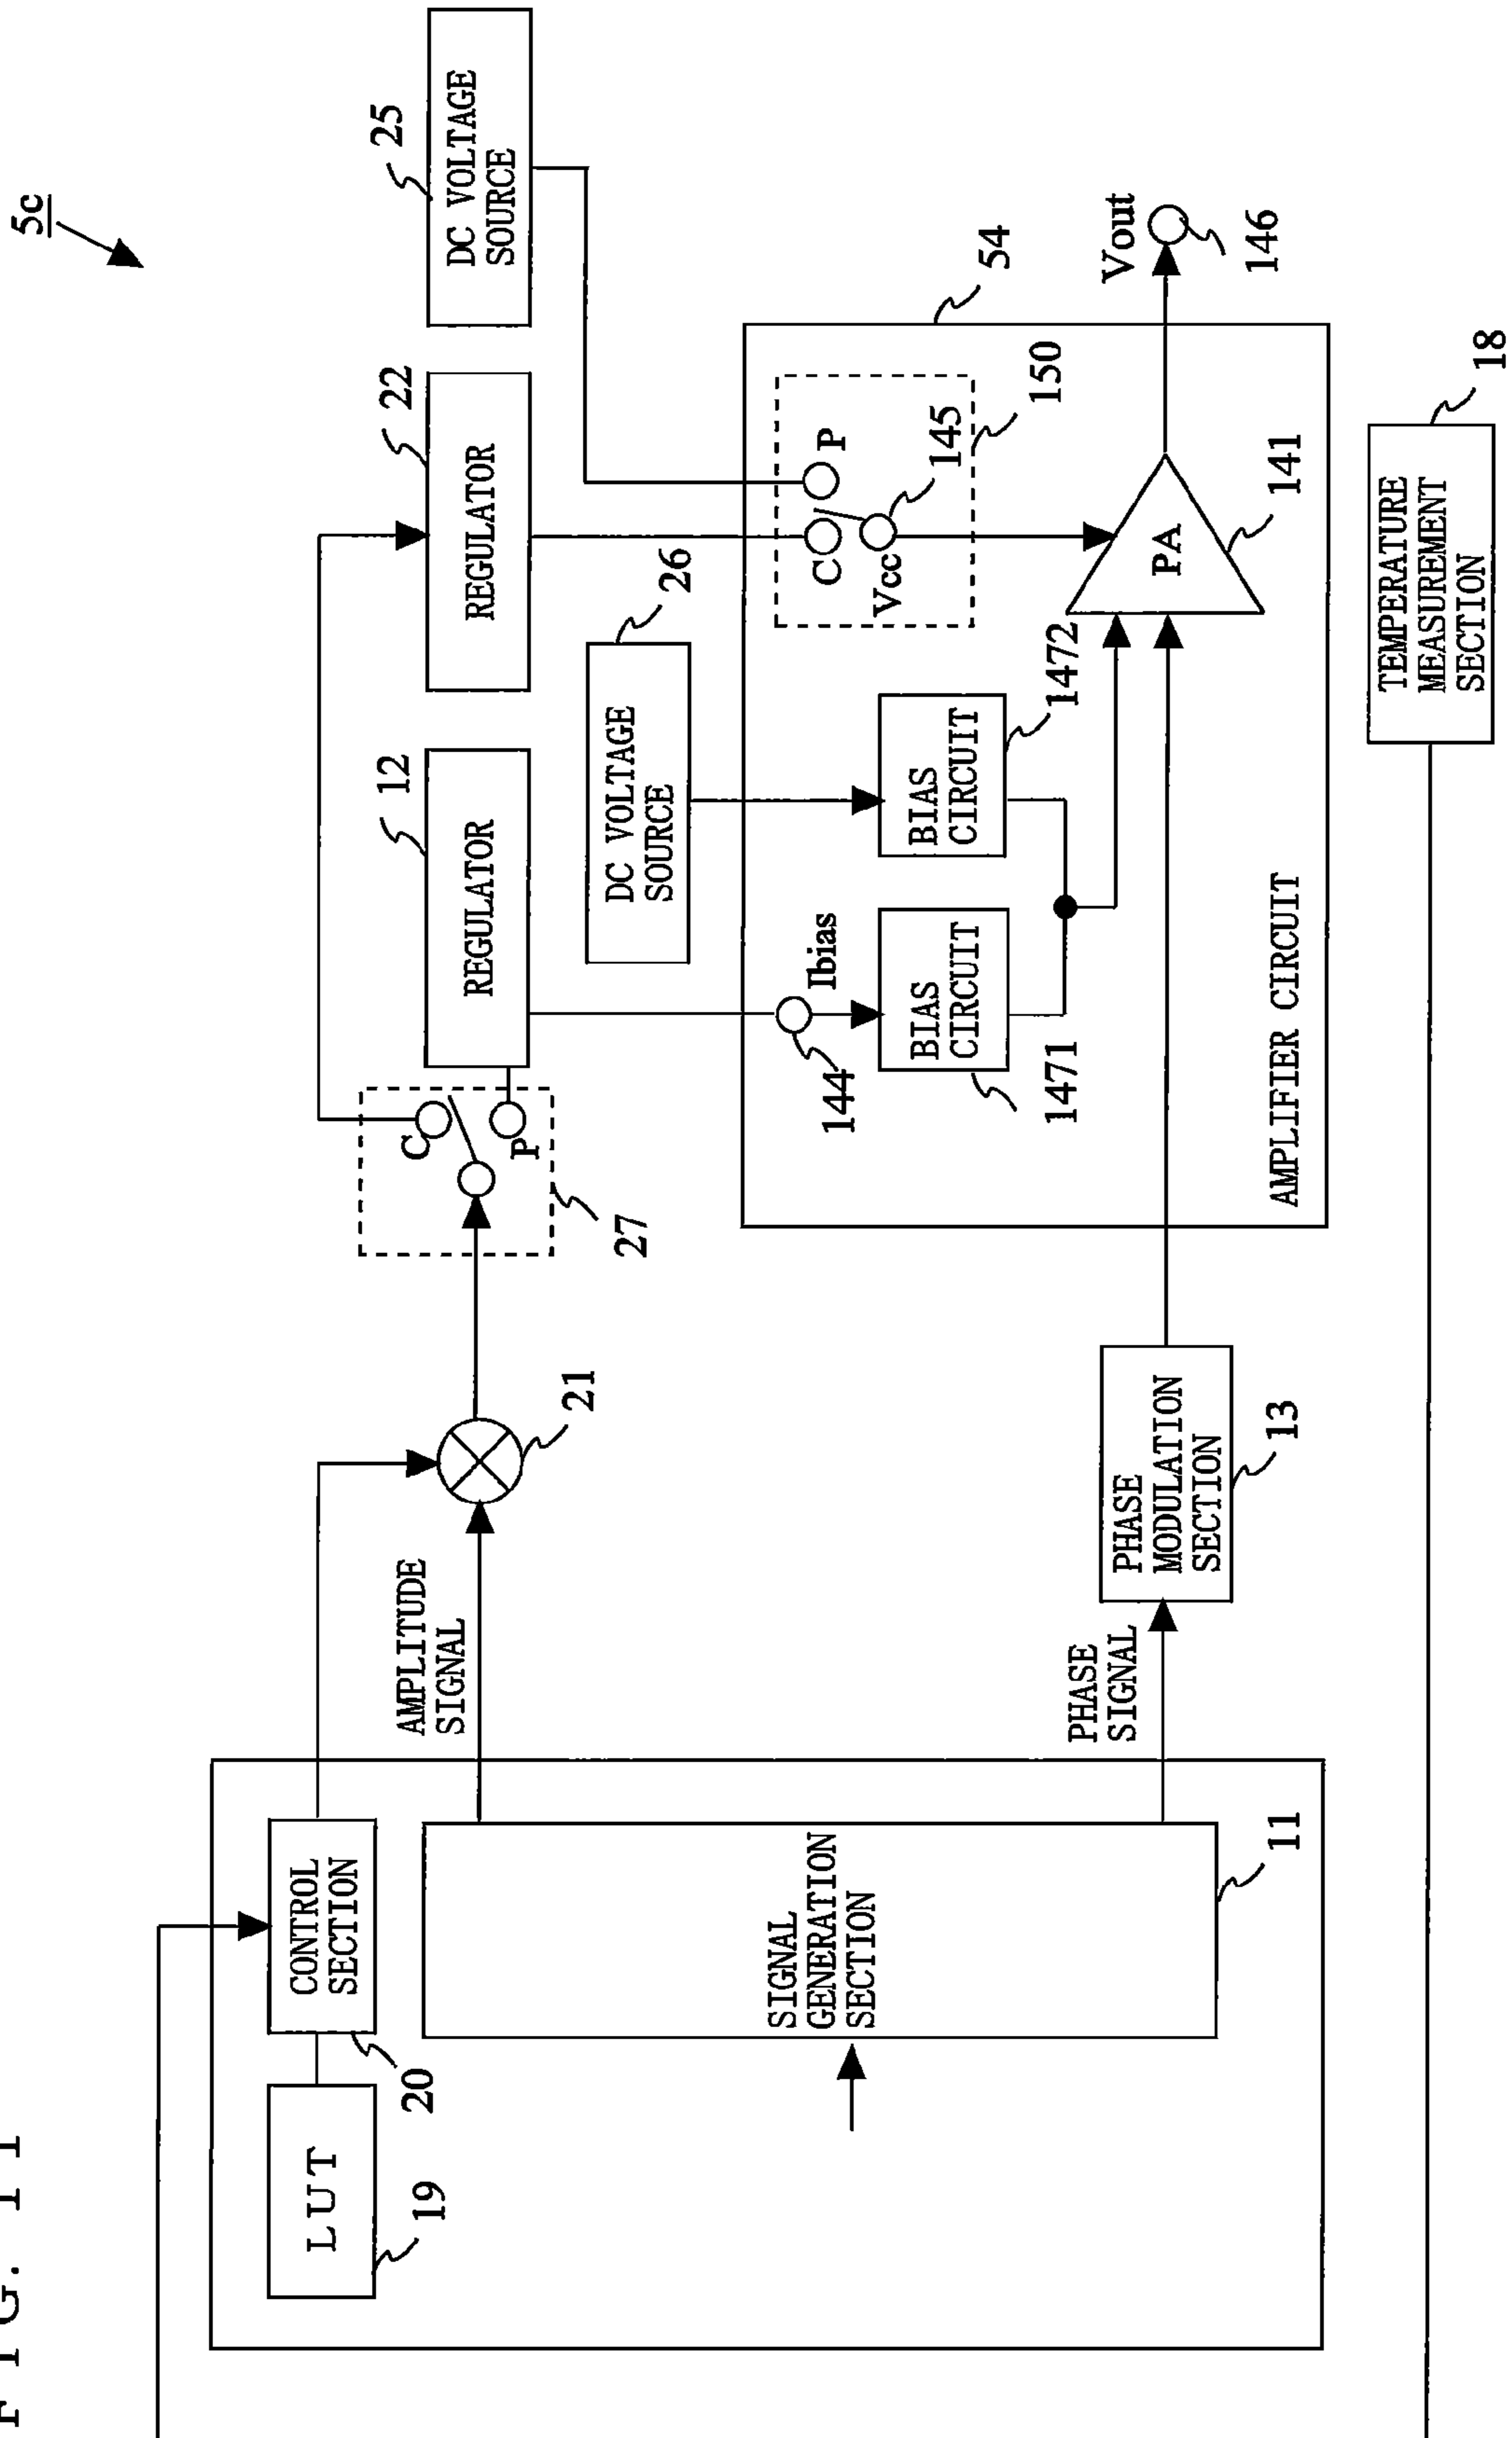 FIG. 11
5c
25
DC VOLTAGE
SOURCE
22
REGULATOR
12
REGULATOR
26
DC VOLTAGE
SOURCE
C
P
27
21
AMPLITUDE
SIGNAL
CONTROL
SECTION
20
LUT
19
SIGNAL
GENERATION
SECTION
11
PHASE
SIGNAL
PHASE
MODULATION
SECTION
13
54
150
C
P
Vcc
145
144
Ibias
BIAS
CIRCUIT
1471
BIAS
CIRCUIT
1472
PA
141
Vout
146
AMPLIFIER CIRCUIT
TEMPERATURE
MEASUREMENT
SECTION
18